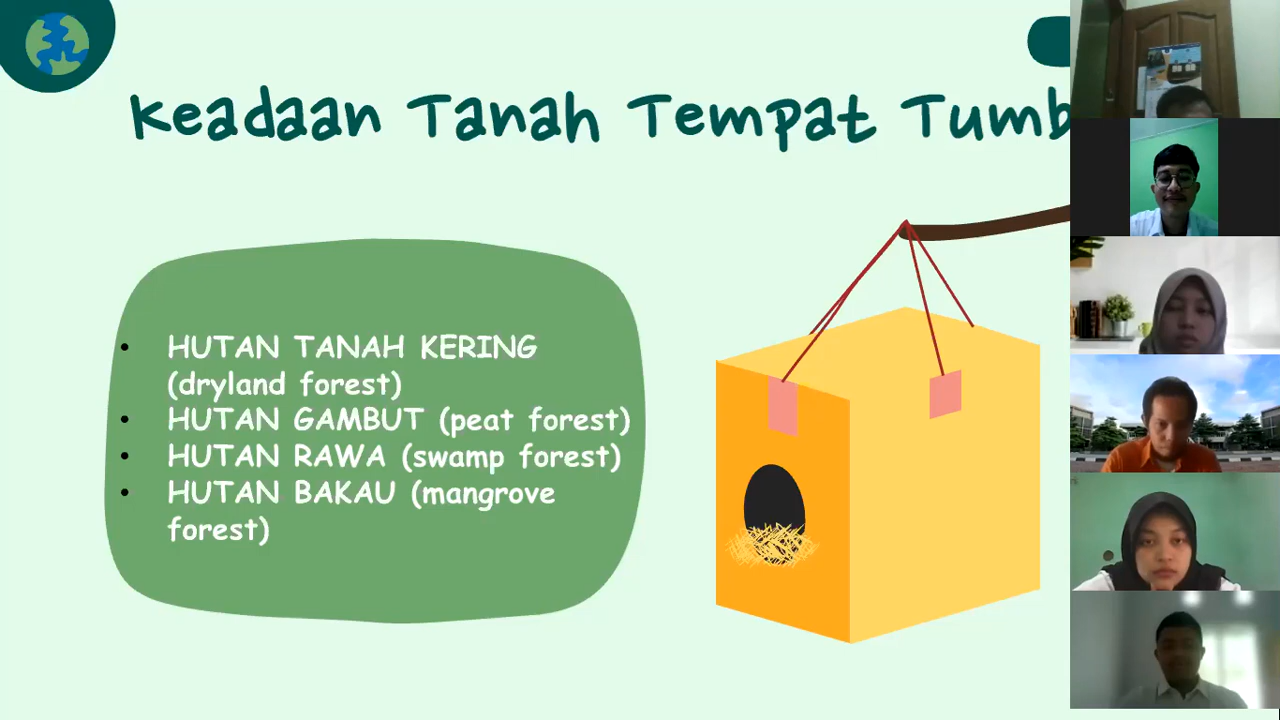 Keadaan Tanah Tempat Tumb
• HUTAN TANAH KERING
(dryland forest)
• HUTAN GAMBUT (peat forest)
• HUTAN RAWA (swamp forest)
• HUTAN BAKAU (mangrove
forest)